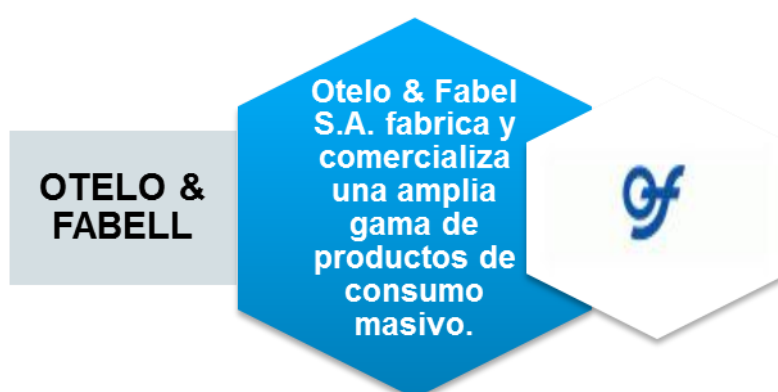 OTELO &
FABELL
Otelo & Fabel
S.A. fabrica y
comercializa
una amplia
gama de
productos de
consumo
masivo.